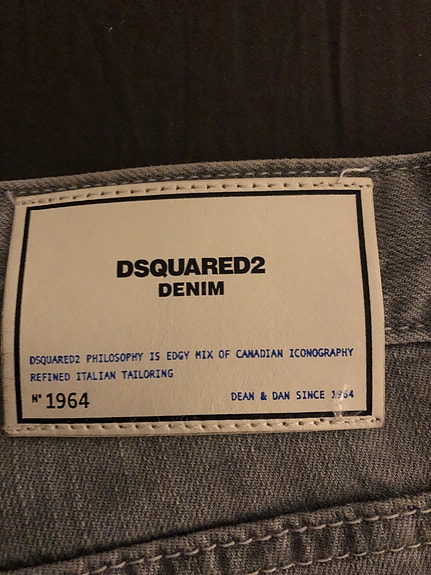 DSQUARED2
DENIM
DSQUARED2 PHILOSOPHY IS EDGY MIX OF CANADIAN ICONOGRAPHY
REFINED ITALIAN TAILORING
N° 1964
DEAN & DAN SINCE 1964